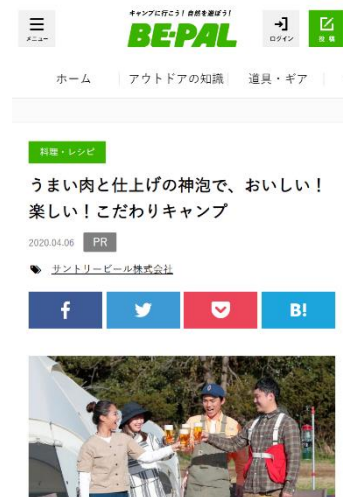 キャンプに行こう！自然を遊ぼう！
BE-PAL
メニュー
ログイン
投稿
ホーム
アウトドアの知識
道具・ギア
料理・レシピ
うまい肉と仕上げの神泡で、おいしい！
楽しい！こだわりキャンプ
2020.04.06 PR
サントリービール株式会社
f
B!